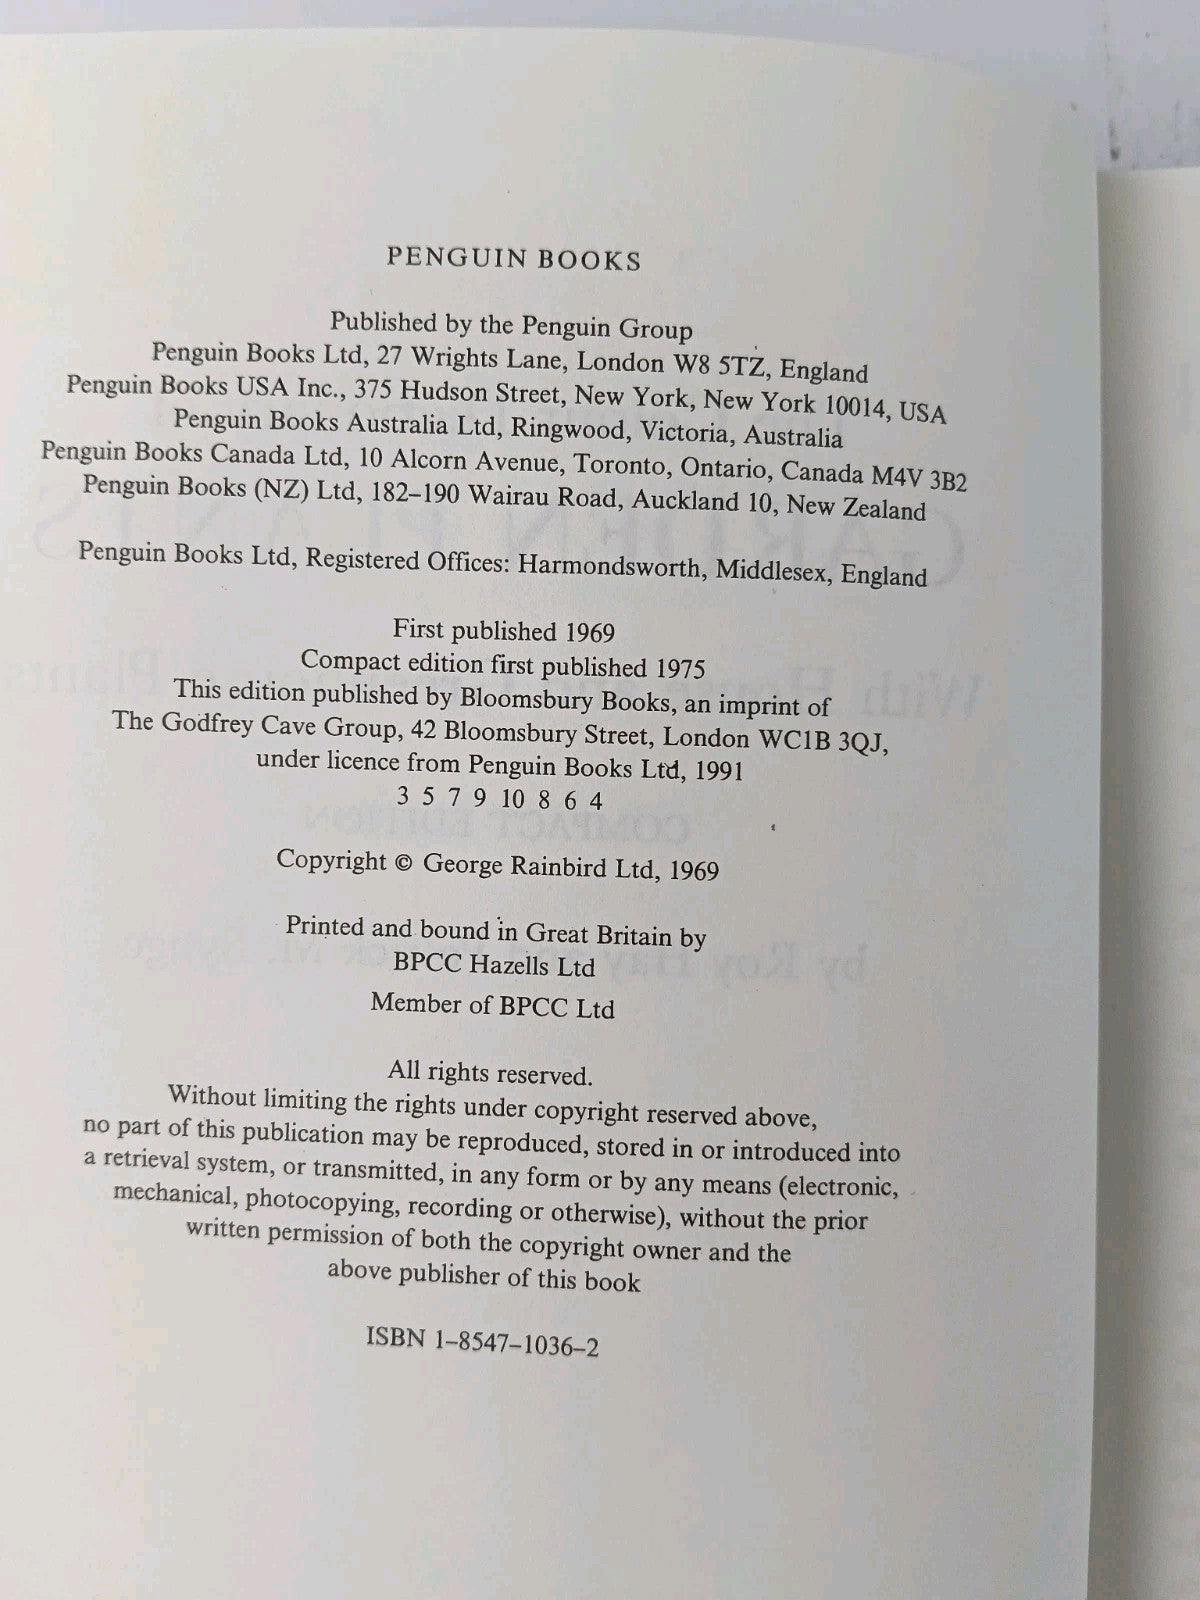 PENGUIN BOOKS
Published by the Penguin Group
Penguin Books Ltd, 27 Wrights Lane, London W8 5TZ, England
Penguin Books USA Inc., 375 Hudson Street, New York, New York 10014, USA
Penguin Books Australia Ltd, Ringwood, Victoria, Australia
Penguin Books Canada Ltd, 10 Alcorn Avenue, Toronto, Ontario, Canada M4V 3B2
Penguin Books (NZ) Ltd, 182–190 Wairau Road, Auckland 10, New Zealand
Penguin Books Ltd, Registered Offices: Harmondsworth, Middlesex, England
First published 1969
Compact edition first published 1975
This edition published by Bloomsbury Books, an imprint of
The Godfrey Cave Group, 42 Bloomsbury Street, London WC1B 3QJ,
under licence from Penguin Books Ltd, 1991
3 5 7 9 10 8 6 4
Copyright © George Rainbird Ltd, 1969
Printed and bound in Great Britain by
BPCC Hazells Ltd
Member of BPCC Ltd
All rights reserved.
Without limiting the rights under copyright reserved above,
no part of this publication may be reproduced, stored in or introduced into
a retrieval system, or transmitted, in any form or by any means (electronic,
mechanical, photocopying, recording or otherwise), without the prior
written permission of both the copyright owner and the
above publisher of this book
ISBN 1–8547–1036–2